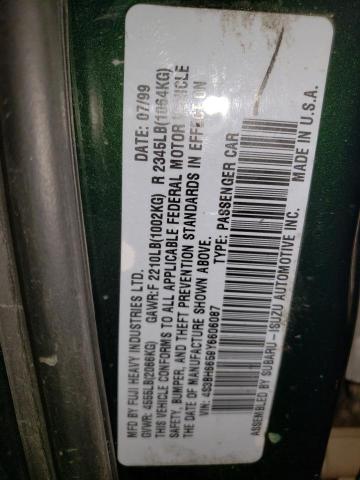 MFD BY FUJI HEAVY INDUSTRIES LTD. DATE: 07/99
GVWR: 4555LB(2066KG) GAWR:F 2210LB(1002KG) R 2345LB(1064KG)
THIS VEHICLE CONFORMS TO ALL APPLICABLE FEDERAL MOTOR VEHICLE
SAFETY, BUMPER, AND THEFT PREVENTION STANDARDS IN EFFECT ON
THE DATE OF MANUFACTURE SHOWN ABOVE.
VIN: 4S3BH6659Y6606087 TYPE: PASSENGER CAR
ASSEMBLED BY SUBARU-ISUZU AUTOMOTIVE INC. MADE IN U.S.A.